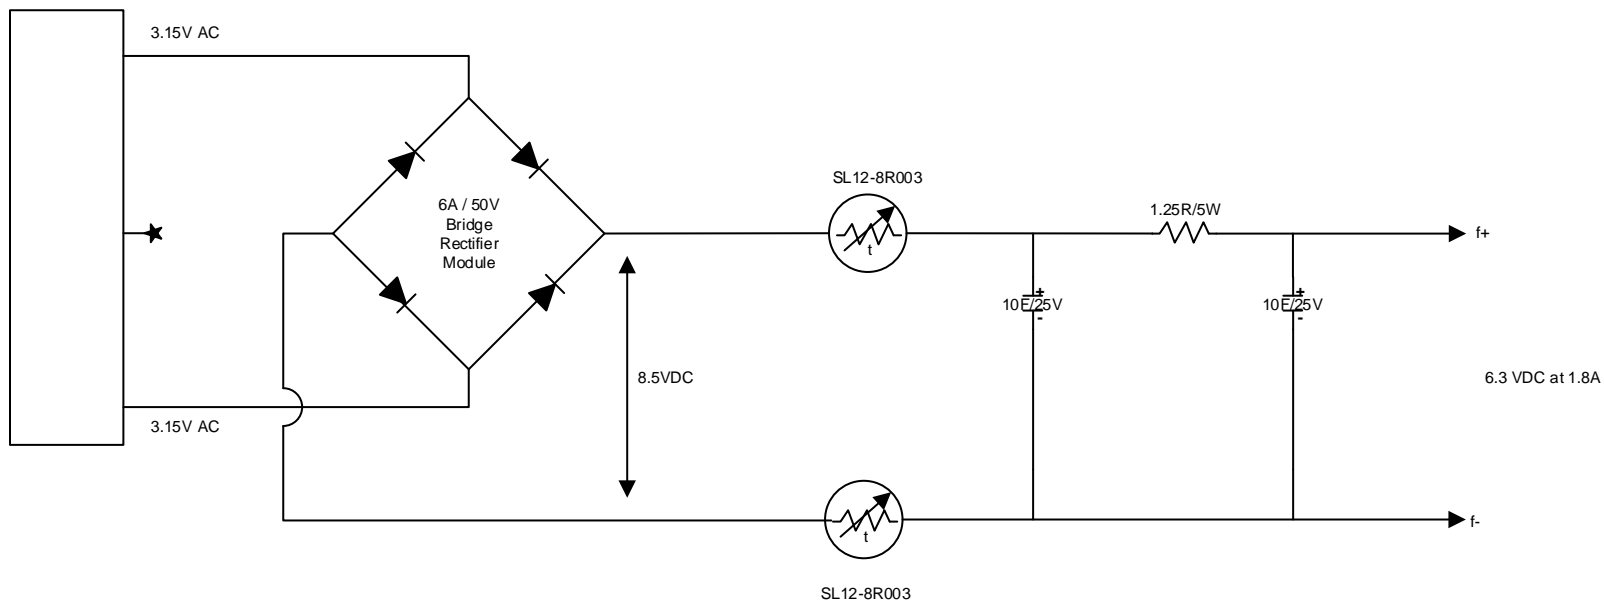 3.15V AC
SL12-8R003
6A / 50V
Bridge
Rectifier
Module
t
1.25R/5W
f+
10E/25V
+
-
10E/25V
+
-
8.5VDC
6.3 VDC at 1.8A
3.15V AC
t
f-
SL12-8R003